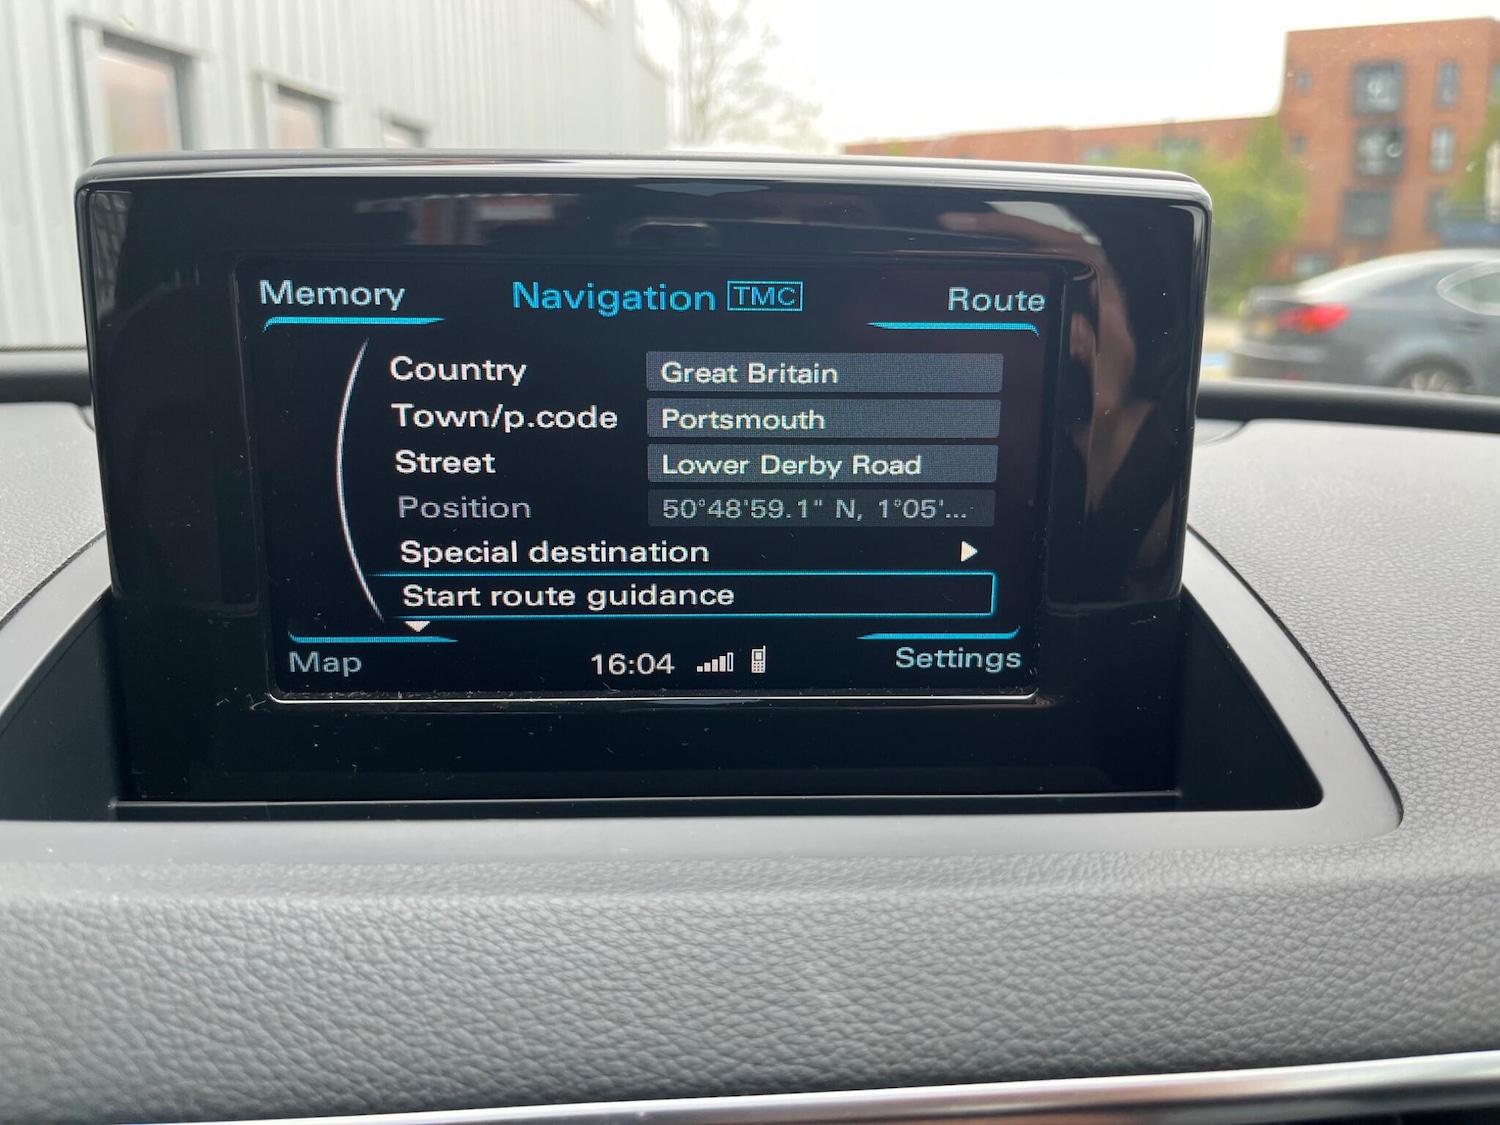 Memory Navigation TMC Route
Country Great Britain
Town/p.code Portsmouth
Street Lower Derby Road
Position 50°48'59.1" N, 1°05'...
Special destination
Start route guidance
Map 16:04 Settings